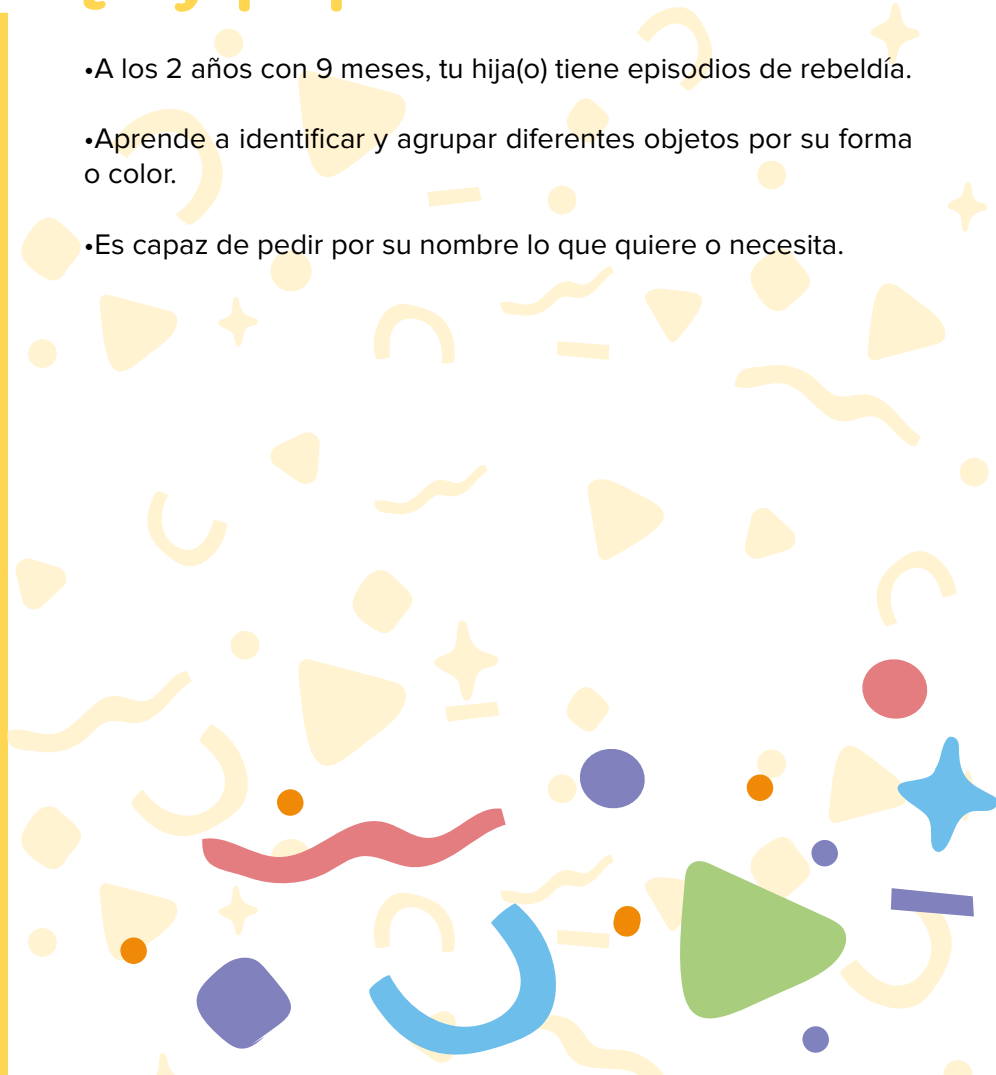 •A los 2 años con 9 meses, tu hija(o) tiene episodios de rebeldía.
•Aprende a identificar y agrupar diferentes objetos por su forma
o color.
•Es capaz de pedir por su nombre lo que quiere o necesita.